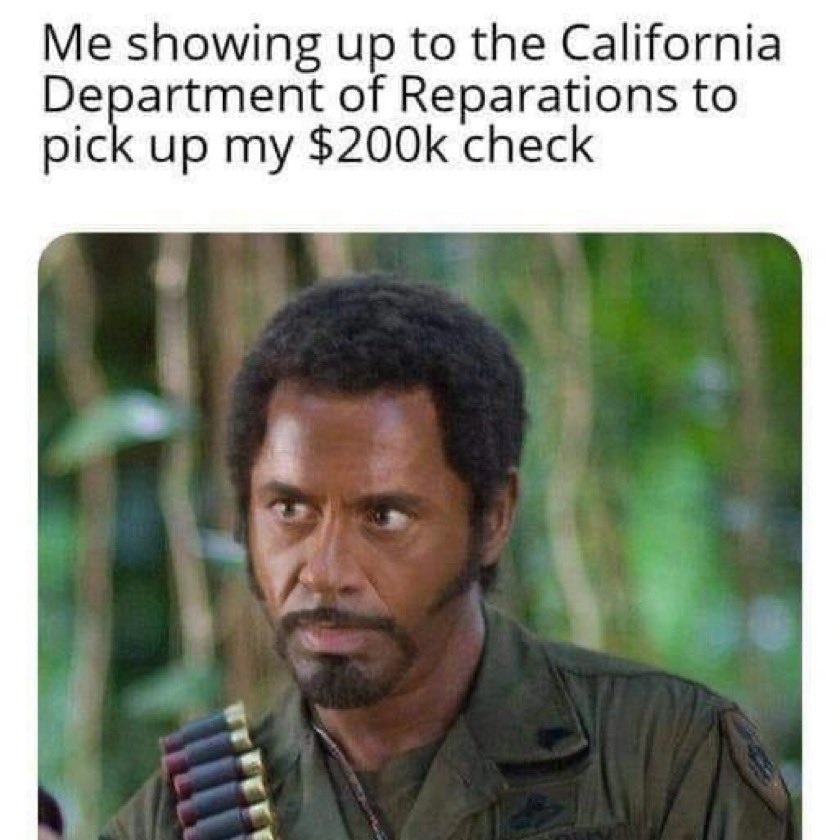 Me showing up to the California
Department of Reparations to
pick up my $200k check